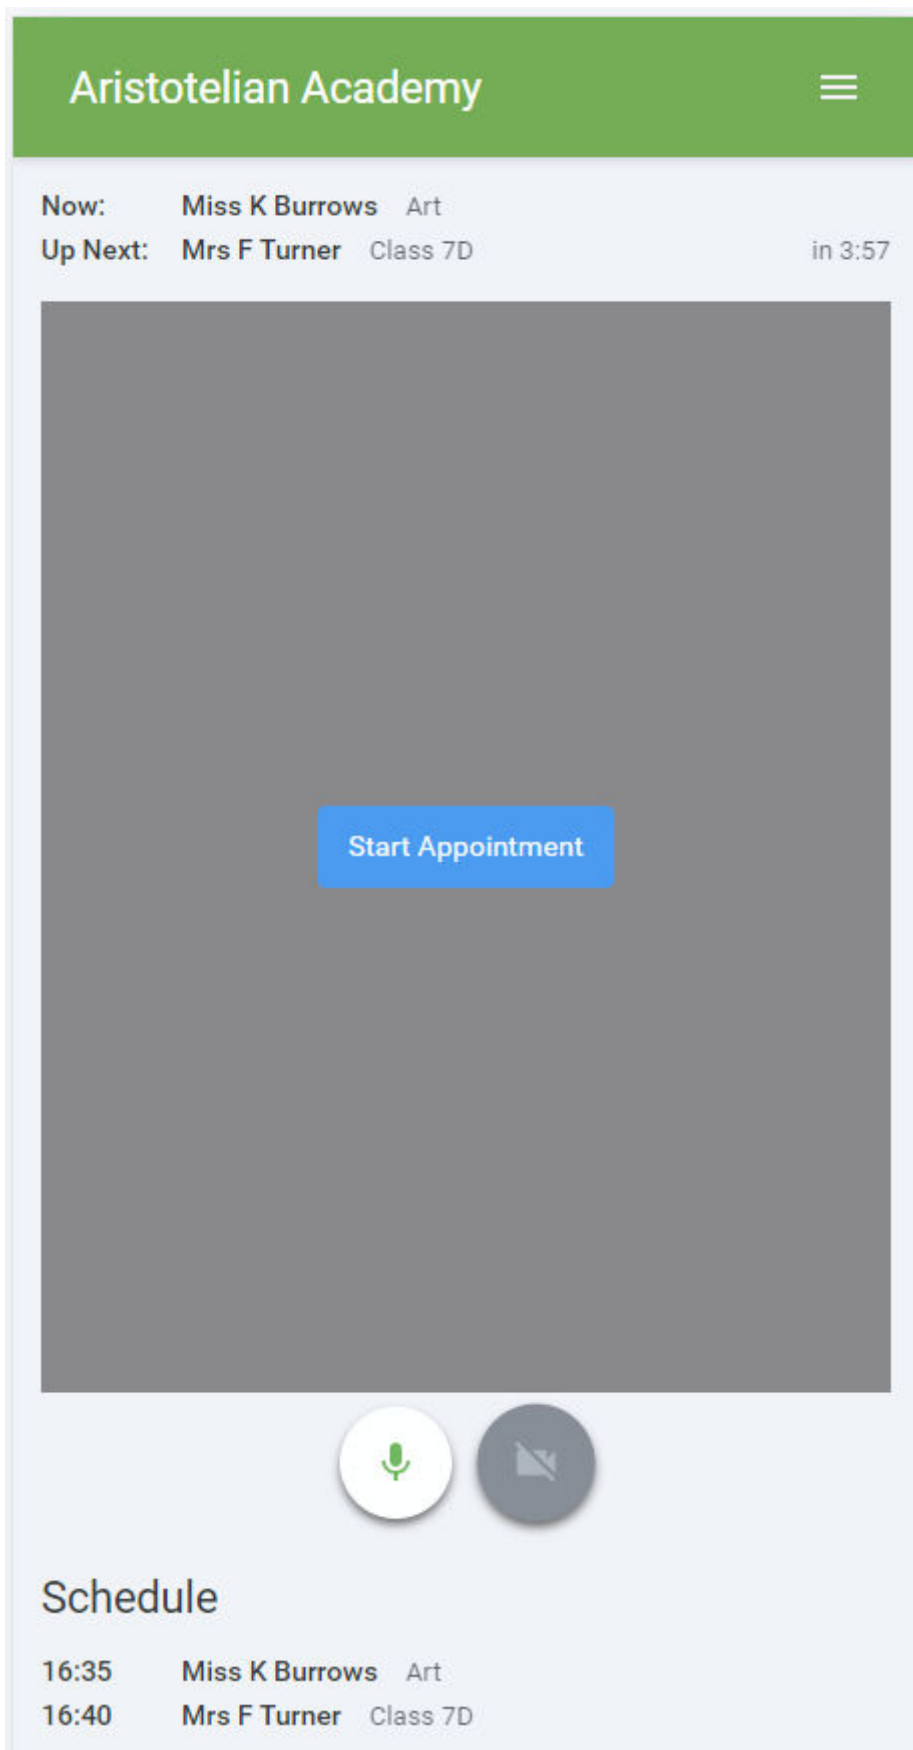 Aristotelian Academy
Now: Miss K Burrows Art
Up Next: Mrs F Turner Class 7D in 3:57
Start Appointment
Schedule
16:35 Miss K Burrows Art
16:40 Mrs F Turner Class 7D